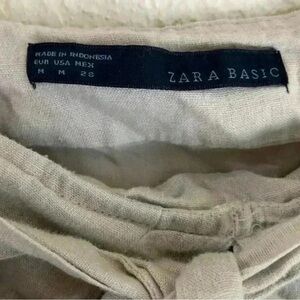 MADE IN INDONESIA
EUR USA MEX
M M 28
ZARA BASIC